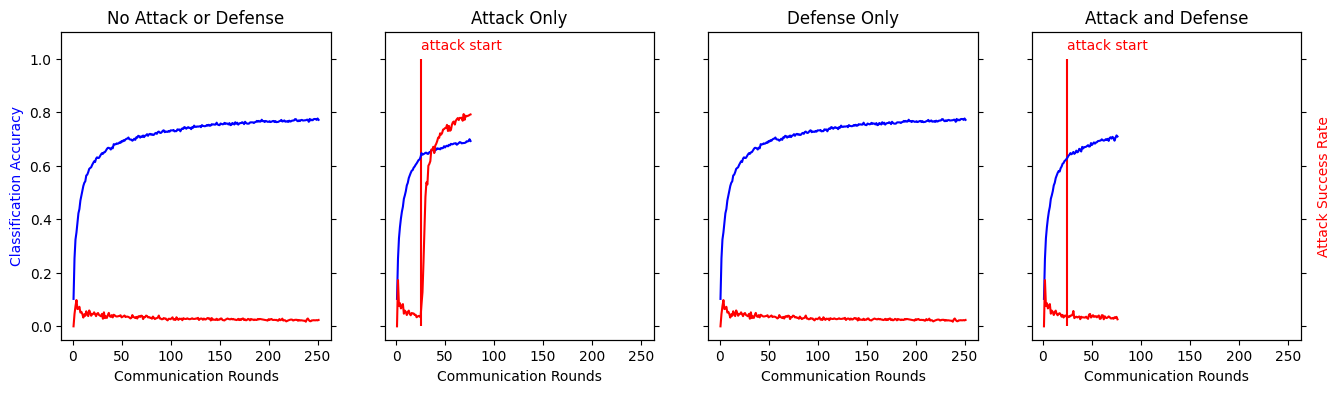 No Attack or Defense
Attack Only
Defense Only
Attack and Defense
attack start
attack start
Classification Accuracy
Attack Success Rate
1.0
0.8
0.6
0.4
0.2
0.0
0 50 100 150 200 250
0 50 100 150 200 250
0 50 100 150 200 250
0 50 100 150 200 250
Communication Rounds
Communication Rounds
Communication Rounds
Communication Rounds